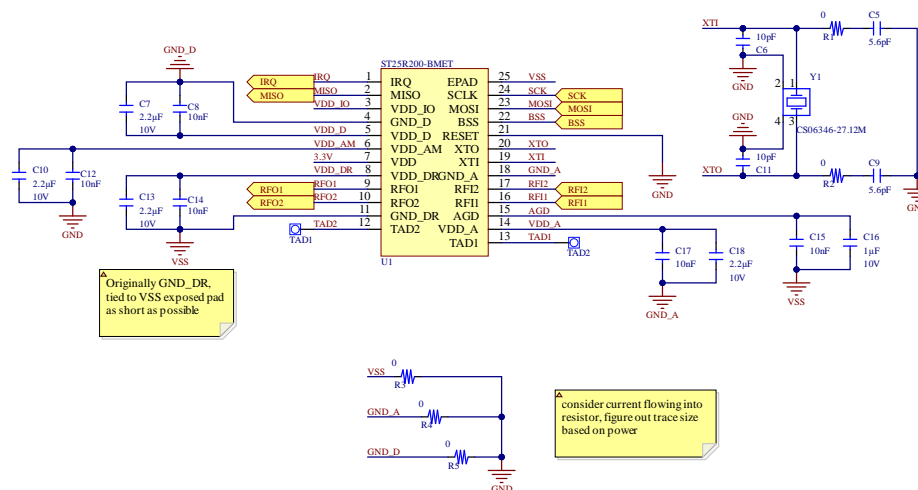 XTI
0
C5
R1
5.6pF
10pF
C6
GND
2 1
Y1
4 3
CS06346-27.12M
GND
10pF
C11
XTO
0
C9
R2
5.6pF
GND_D
C7
2.2µF
10V
C8
10nF
ST25R200-BMET
IRQ IRQ 1 IRQ EPAD 25 VSS
MISO MISO 2 MISO SCLK 24 SCK SCK
VDD_IO 3 VDD_IO MOSI 23 MOSI MOSI
4 GND_D BSS 22 BSS BSS
VDD_D 5 VDD_D RESET 21
VDD_AM 6 VDD_AM XTO 20 XTO
3.3V 7 VDD XTI 19 XTI
VDD_DR 8 VDD_DR GND_A 18 GND_A
RFO1 RFO1 9 RFO1 RFI2 17 RFI2 RFI2
RFO2 RFO2 10 RFO2 RFI1 16 RFI1 RFI1
11 GND_DR AGD 15 AGD
TAD1 TAD2 12 TAD2 VDD_A 14 VDD_A
TAD1 13 TAD1 TAD2
U1
GND
C10
2.2µF
10V
C12
10nF
GND
C13
2.2µF
10V
C14
10nF
VSS
C17
10nF
C18
2.2µF
10V
GND_A
C15
10nF
C16
1µF
10V
VSS
Originally GND_DR,
tied to VSS exposed pad
as short as possible
VSS
0
R3
GND_A
0
R4
GND_D
0
R5
GND
consider current flowing into
resistor, figure out trace size
based on power